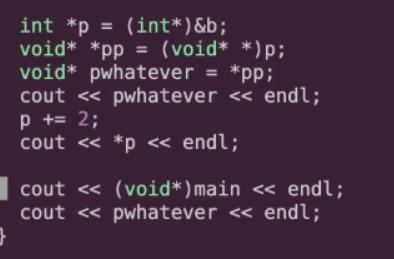 int *p = (int*)&b;
void* *pp = (void* *)p;
void* pwhatever = *pp;
cout << pwhatever << endl;
p += 2;
cout << *p << endl;
cout << (void*)main << endl;
cout << pwhatever << endl;
}